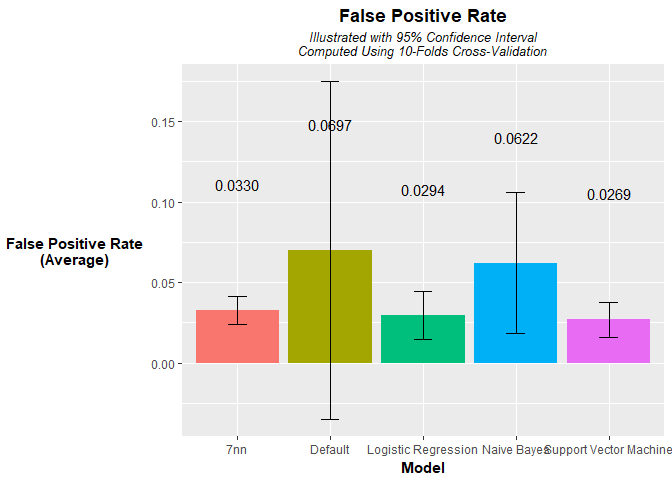 False Positive Rate
Illustrated with 95% Confidence Interval
Computed Using 10-Folds Cross-Validation
0.15
0.10
0.05
0.00
False Positive Rate
(Average)
0.0330
0.0697
0.0294
0.0622
0.0269
7nn
Default
Logistic Regression
Naive Bayes
Support Vector Machine
Model